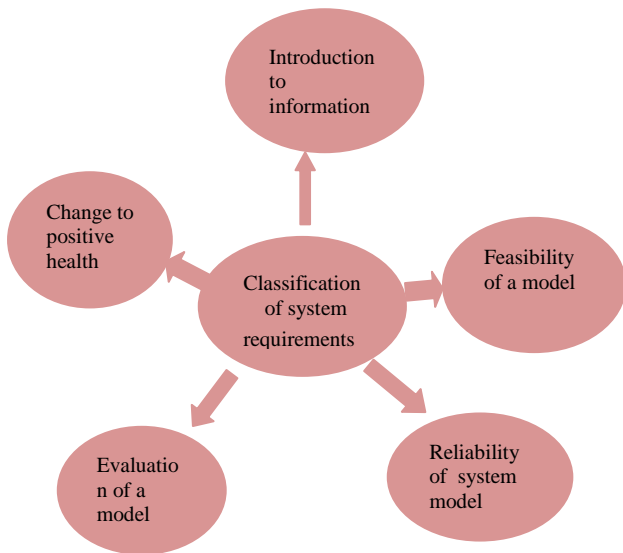 Introduction
to
information
Change to
positive
health
Classification
of system
requirements
Feasibility
of a model
Evaluatio
n of a
model
Reliability
of system
model